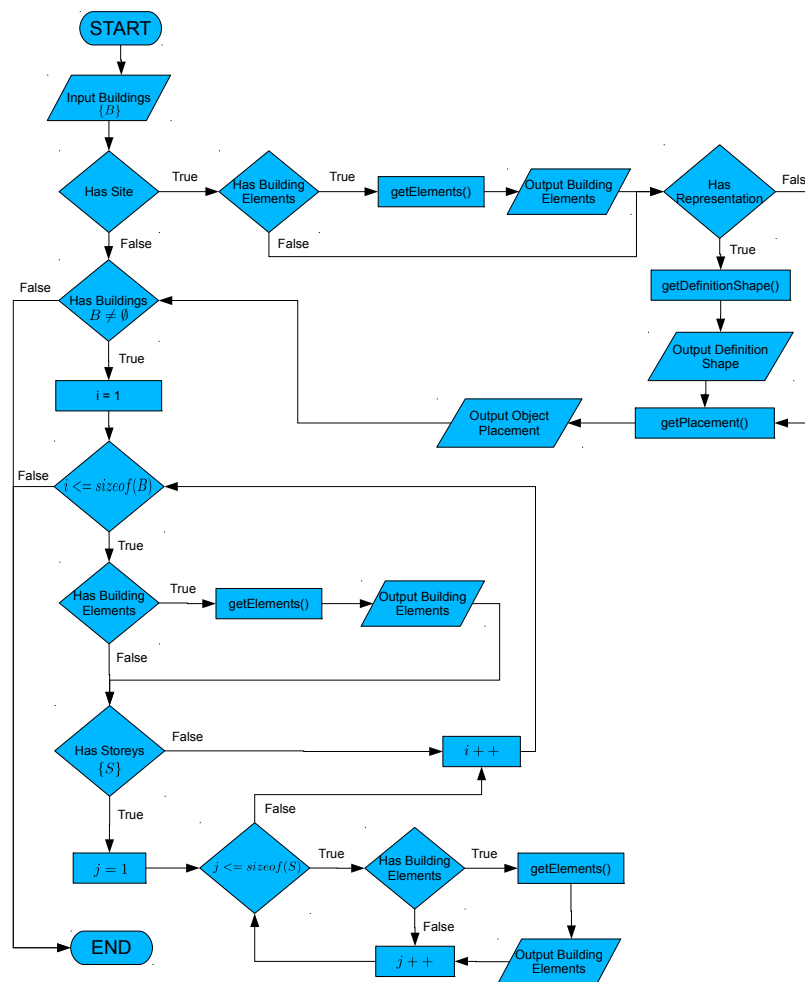 START
Input Buildings
{B}
Has Site
True
Has Building
Elements
True
getElements()
Output Building
Elements
Has
Representation
Fals
False
False
True
getDefinitionShape()
False
Has Buildings
B ≠ ∅
Output Definition
Shape
True
i = 1
Output Object
Placement
getPlacement()
False
i <= sizeof(B)
True
Has Building
Elements
True
getElements()
Output Building
Elements
False
Has Storeys
{S}
False
i + +
True
False
j = 1
j <= sizeof(S)
True
Has Building
Elements
True
getElements()
False
END
j + +
Output Building
Elements